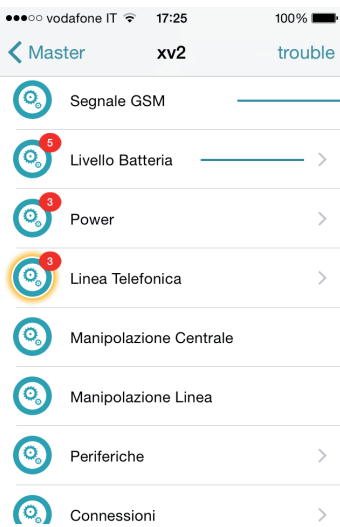 vodafone IT 17:25 100%
Master xv2 trouble
Segnale GSM
5
Livello Batteria
3
Power
3
Linea Telefonica
Manipolazione Centrale
Manipolazione Linea
Periferiche
Connessioni